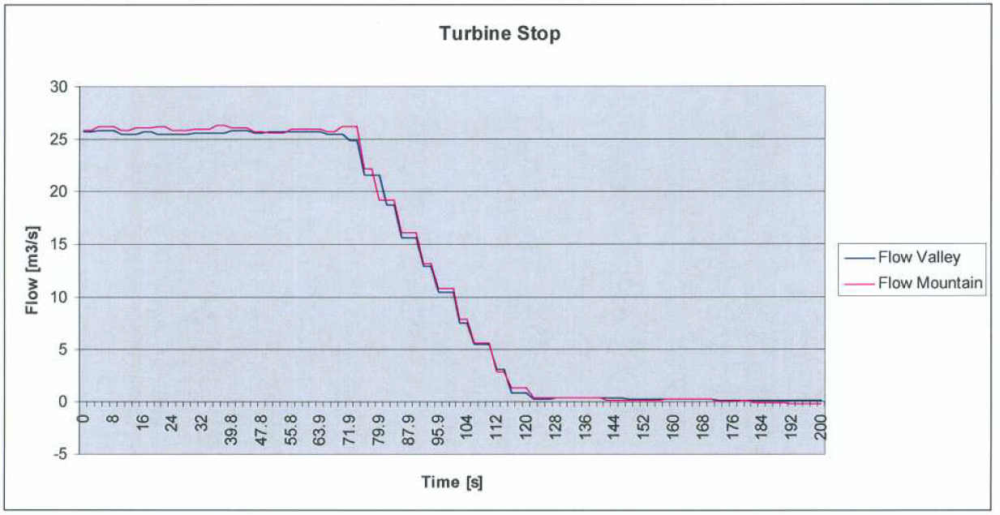 Turbine Stop
30
25
20
15
10
5
0
-5
Flow [m3/s]
0 8 16 24 32 39.8 47.8 55.8 63.9 71.9 79.9 87.9 95.9 104 112 120 128 136 144 152 160 168 176 184 192 200
Time [s]
Flow Valley
Flow Mountain